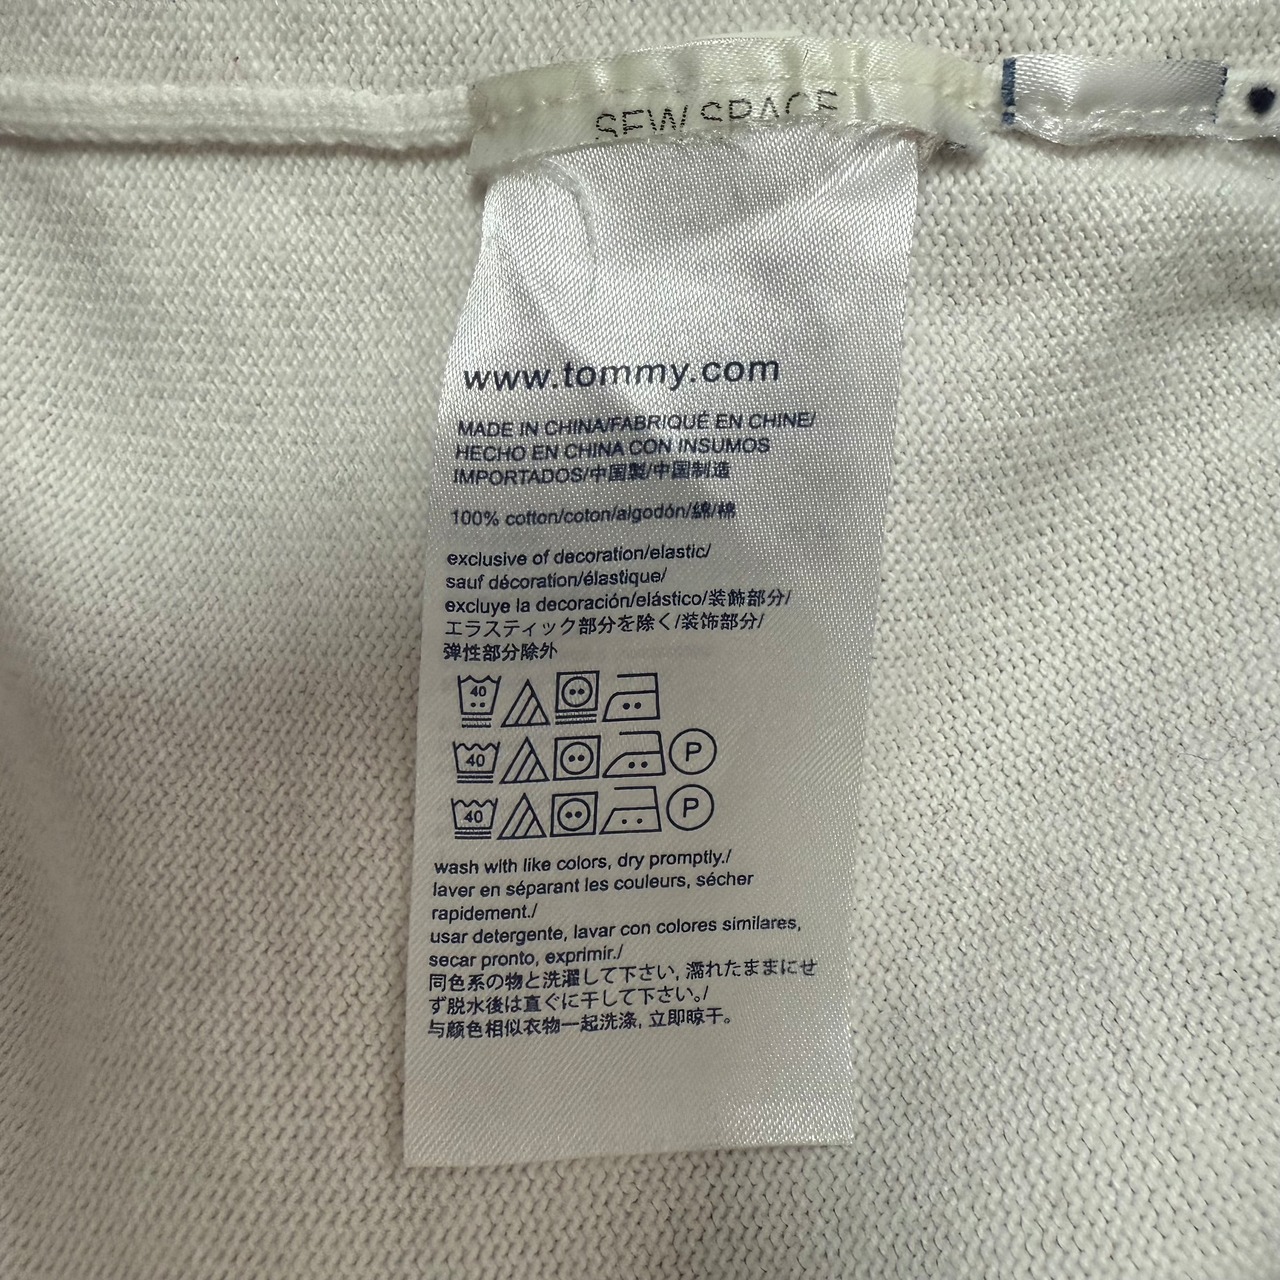 SEW SPACE
www.tommy.com
MADE IN CHINA/FABRIQUÉ EN CHINE/
HECHO EN CHINA CON INSUMOS
IMPORTADOS/中国製/中国制造
100% cotton/coton/algodón/綿/棉
exclusive of decoration/elastic/
sauf décoration/élastique/
excluye la decoración/elástico/装飾部分/
エラスティック部分を除く/装饰部分/
弹性部分除外
40
40
P
40
P
wash with like colors, dry promptly./
laver en séparant les couleurs, sécher
rapidement./
usar detergente, lavar con colores similares,
secar pronto, exprimir./
同色系の物と洗濯して下さい, 濡れたままにせ
ず脱水後は直ぐに干して下さい。/
与颜色相似衣物一起洗涤, 立即晾干。